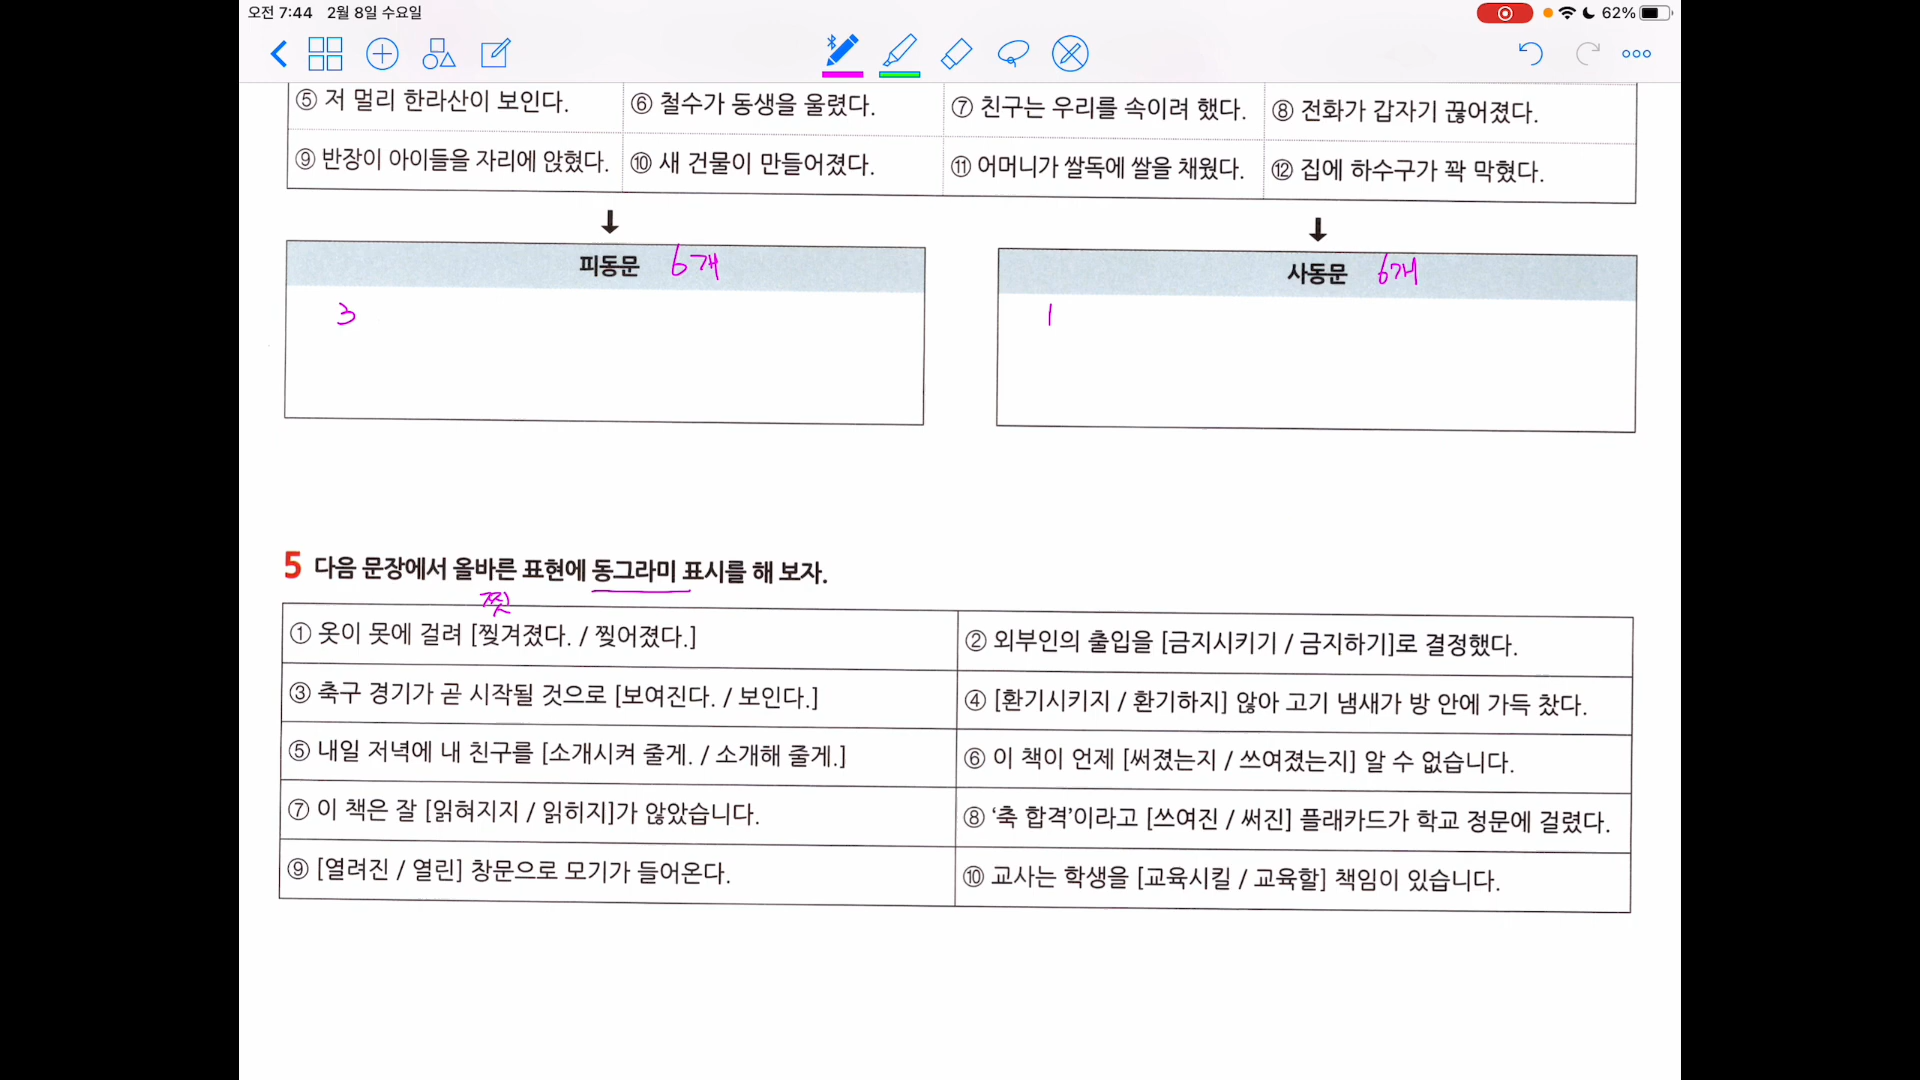 오전 7:44 2월 8일 수요일
62%
⑤ 저 멀리 한라산이 보인다. ⑥ 철수가 동생을 울렸다. ⑦ 친구는 우리를 속이려 했다. ⑧ 전화가 갑자기 끊어졌다.
⑨ 반장이 아이들을 자리에 앉혔다. ⑩ 새 건물이 만들어졌다. ⑪ 어머니가 쌀독에 쌀을 채웠다. ⑫ 집에 하수구가 꽉 막혔다.
피동문 6개 사동문 6개
3 1
5 다음 문장에서 올바른 표현에 동그라미 표시를 해 보자.
찢
① 옷이 못에 걸려 [찢겨졌다. / 찢어졌다.] ② 외부인의 출입을 [금지시키기 / 금지하기]로 결정했다.
③ 축구 경기가 곧 시작될 것으로 [보여진다. / 보인다.] ④ [환기시키지 / 환기하지] 않아 고기 냄새가 방 안에 가득 찼다.
⑤ 내일 저녁에 내 친구를 [소개시켜 줄게. / 소개해 줄게.] ⑥ 이 책이 언제 [써졌는지 / 쓰여졌는지] 알 수 없습니다.
⑦ 이 책은 잘 [읽혀지지 / 읽히지]가 않았습니다. ⑧ ‘축 합격’이라고 [쓰여진 / 써진] 플래카드가 학교 정문에 걸렸다.
⑨ [열려진 / 열린] 창문으로 모기가 들어온다. ⑩ 교사는 학생을 [교육시킬 / 교육할] 책임이 있습니다.